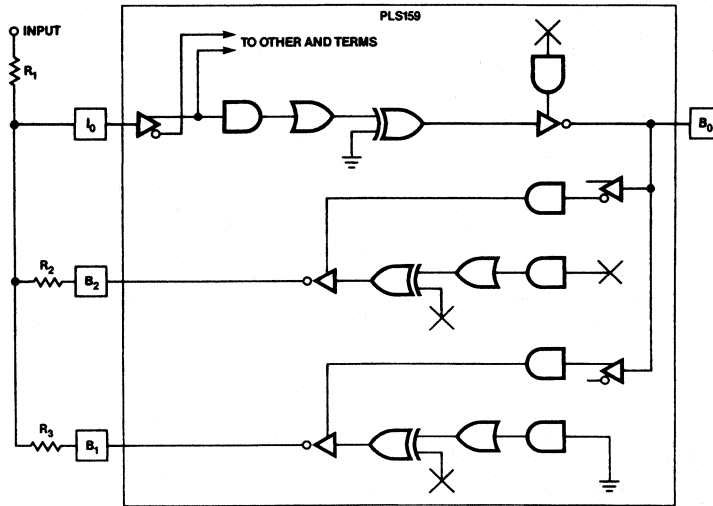 PLS159
INPUT
TO OTHER AND TERMS
R1
I0
B0
R2
B2
R3
B1